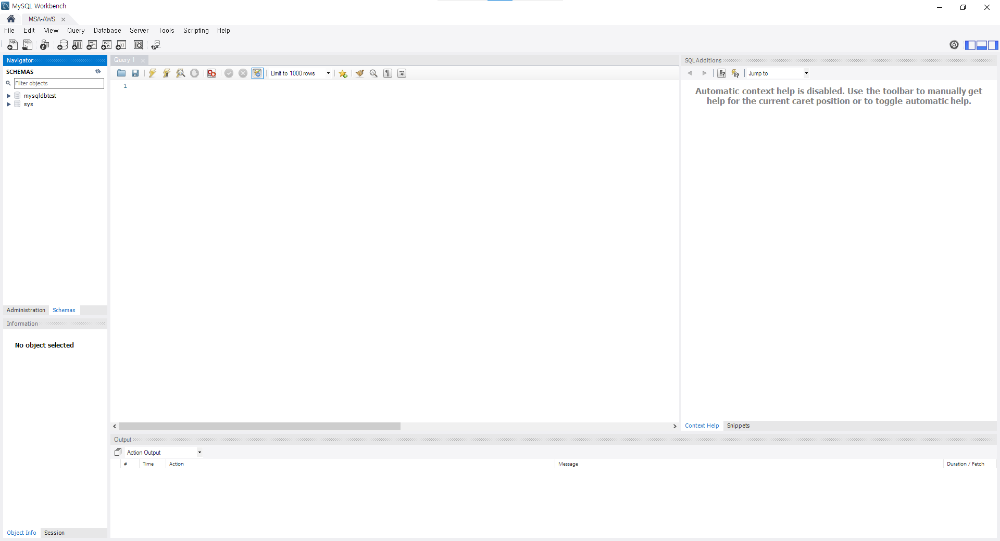 MySQL Workbench
MSA-AWS
File Edit View Query Database Server Tools Scripting Help
Navigator
SCHEMAS
Filter objects
mysqldbtest
sys
Administration Schemas
Information
No object selected
Object Info Session
Query 1
Limit to 1000 rows
1
SQLAdditions
Jump to
Automatic context help is disabled. Use the toolbar to manually get
help for the current caret position or to toggle automatic help.
Context Help Snippets
Output
Action Output
# Time Action Message Duration / Fetch